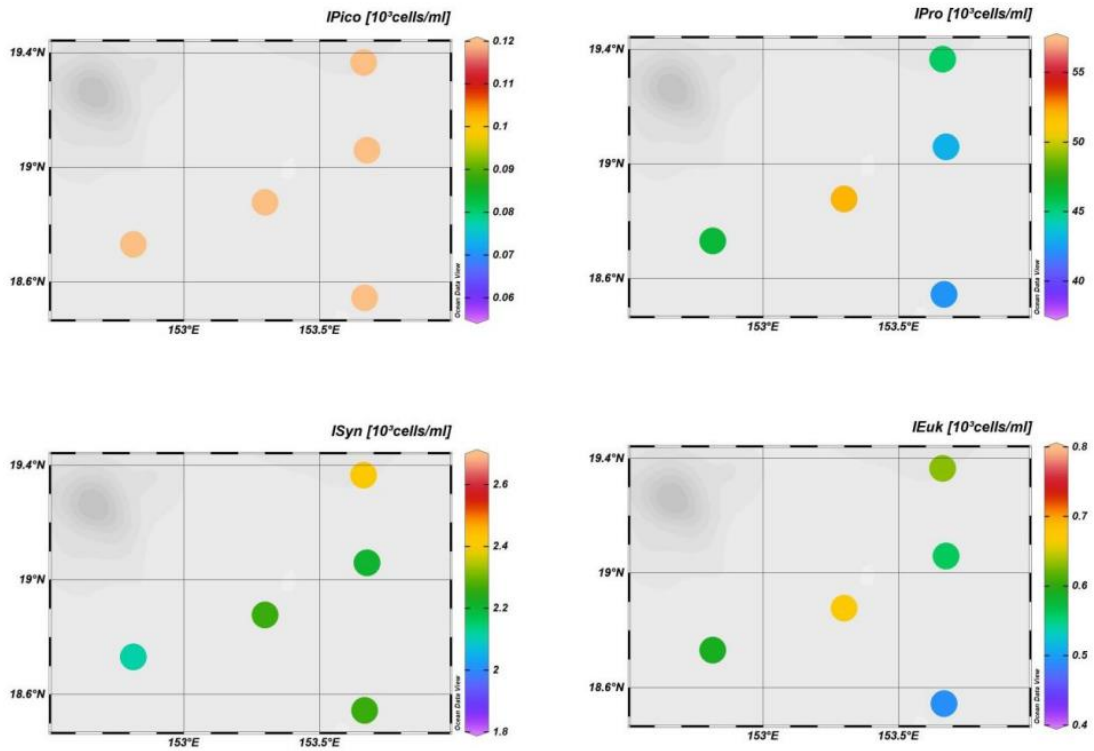 IPico [10³cells/ml]
19.4°N
19°N
18.6°N
153°E
153.5°E
0.12
0.11
0.1
0.09
0.08
0.07
0.06
Ocean Data View
IPro [10³cells/ml]
19.4°N
19°N
18.6°N
153°E
153.5°E
55
50
45
40
Ocean Data View
ISyn [10³cells/ml]
19.4°N
19°N
18.6°N
153°E
153.5°E
2.6
2.4
2.2
2
1.8
Ocean Data View
IEuk [10³cells/ml]
19.4°N
19°N
18.6°N
153°E
153.5°E
0.8
0.7
0.6
0.5
0.4
Ocean Data View